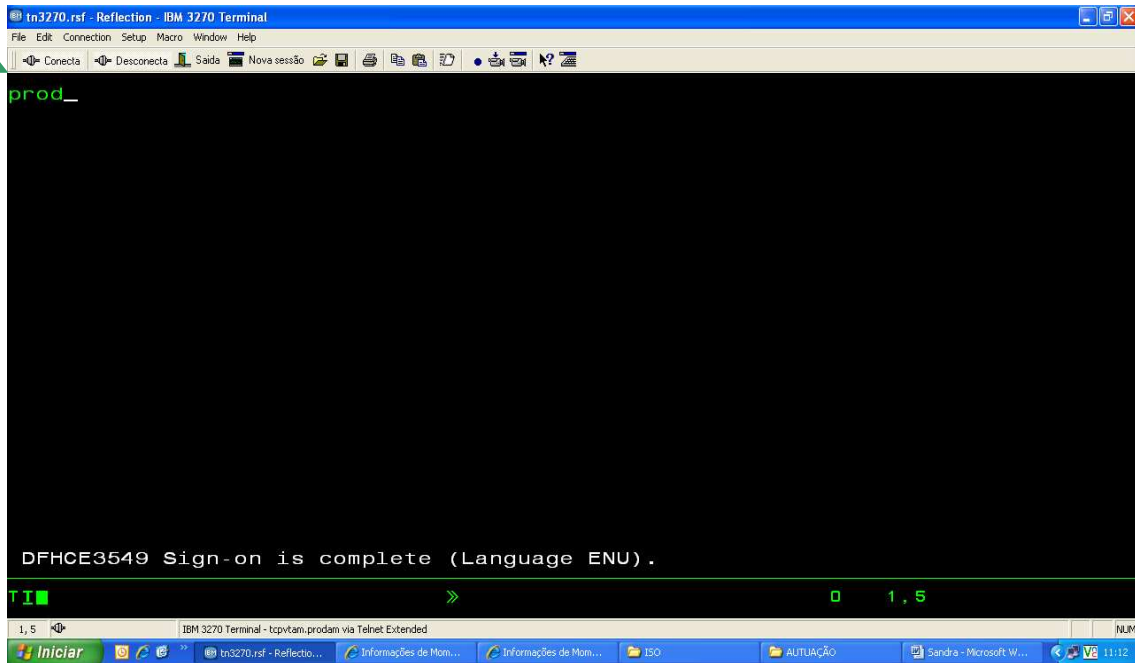 tn3270.rsf - Reflection - IBM 3270 Terminal
File Edit Connection Setup Macro Window Help
Conecta Desconecta Saida Nova sessão
prod_
DFHCE3549 Sign-on is complete (Language ENU).
T I » 1,5
1, 5 IBM 3270 Terminal - tcpvtam.prodam via Telnet Extended NUM
Iniciar » tn3270.rsf - Reflectio... Informações de Mom... Informações de Mom... ISO AUTUAÇÃO Sandra - Microsoft W... 11:12